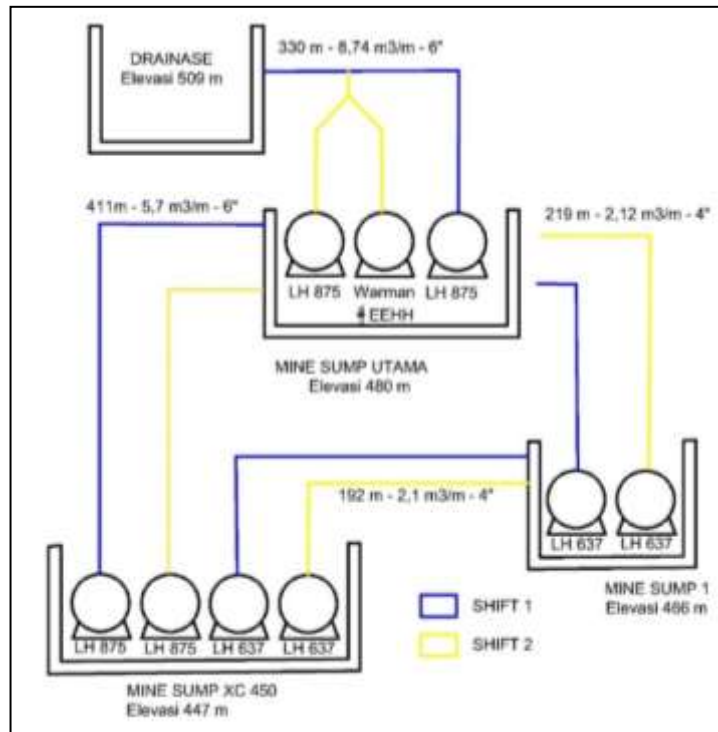 DRAINASE
Elevasi 509 m
330 m - 8,74 m3/m - 6"
411m - 5,7 m3/m - 6"
219 m - 2,12 m3/m - 4"
LH 875 Warman LH 875
EEHH
MINE SUMP UTAMA
Elevasi 480 m
192 m - 2,1 m3/m - 4"
LH 637 LH 637
MINE SUMP 1
Elevasi 466 m
LH 875 LH 875 LH 637 LH 637
SHIFT 1
SHIFT 2
MINE SUMP XC 450
Elevasi 447 m